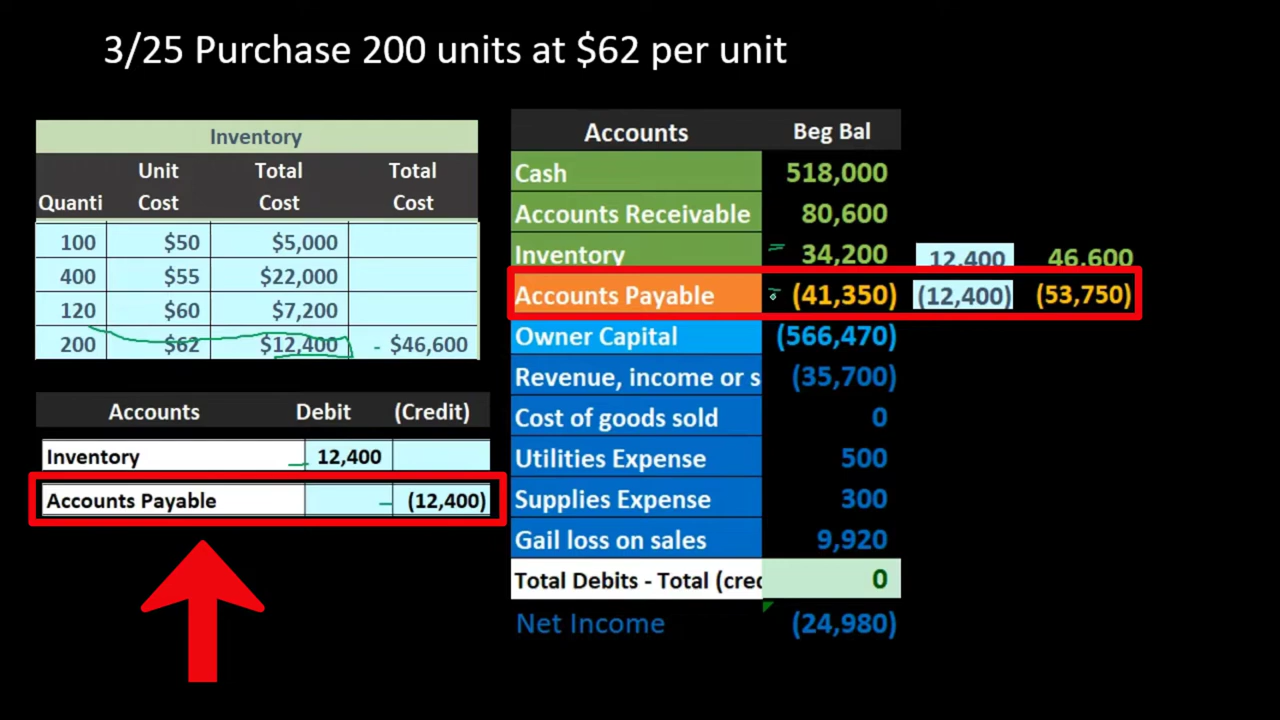 3/25 Purchase 200 units at $62 per unit
Inventory
Quanti Unit Cost Total Cost Total Cost
100 $50 $5,000
400 $55 $22,000
120 $60 $7,200
200 $62 $12,400 $46,600
Accounts Debit (Credit)
Inventory 12,400
Accounts Payable (12,400)
Accounts Beg Bal
Cash 518,000
Accounts Receivable 80,600
Inventory 34,200 12,400 46,600
Accounts Payable (41,350) (12,400) (53,750)
Owner Capital (566,470)
Revenue, income or s (35,700)
Cost of goods sold 0
Utilities Expense 500
Supplies Expense 300
Gail loss on sales 9,920
Total Debits - Total (cred 0
Net Income (24,980)